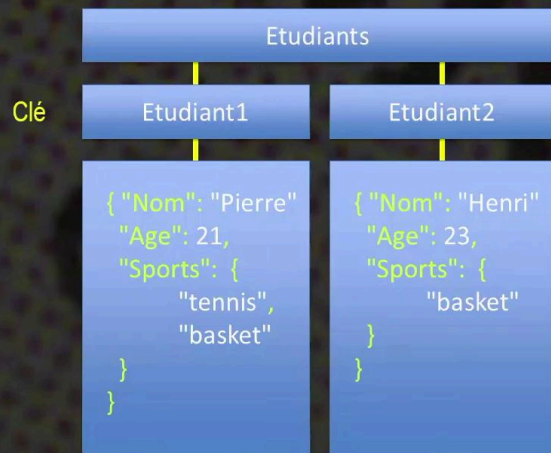 Etudiants
Clé
Etudiant1
Etudiant2
{ "Nom": "Pierre"
"Age": 21,
"Sports": {
"tennis",
"basket"
}
}
{ "Nom": "Henri"
"Age": 23,
"Sports": {
"basket"
}
}